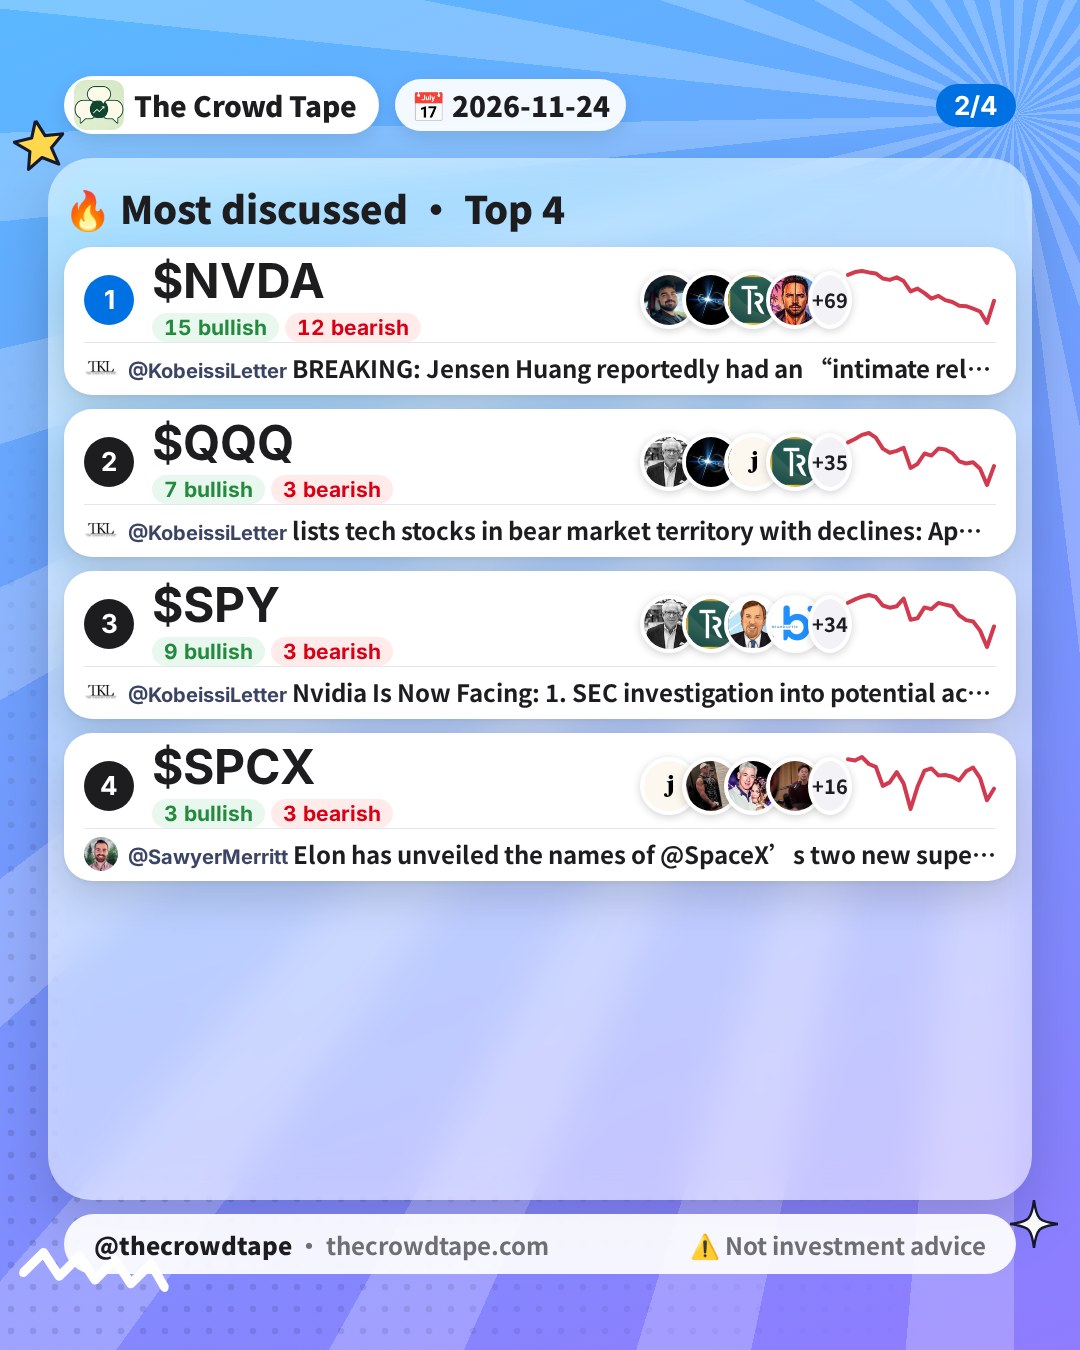 The Crowd Tape
📅 2026-11-24
2/4
🔥 Most discussed • Top 4
1
$NVDA
15 bullish 12 bearish
TR
+69
TKL @KobeissiLetter BREAKING: Jensen Huang reportedly had an “intimate rel…
2
$QQQ
7 bullish 3 bearish
j TR
+35
TKL @KobeissiLetter lists tech stocks in bear market territory with declines: Ap…
3
$SPY
9 bullish 3 bearish
TR b
+34
TKL @KobeissiLetter Nvidia Is Now Facing: 1. SEC investigation into potential ac…
4
$SPCX
3 bullish 3 bearish
j
+16
@SawyerMerritt Elon has unveiled the names of @SpaceX’s two new supe…
@thecrowdtape • thecrowdtape.com
⚠️ Not investment advice